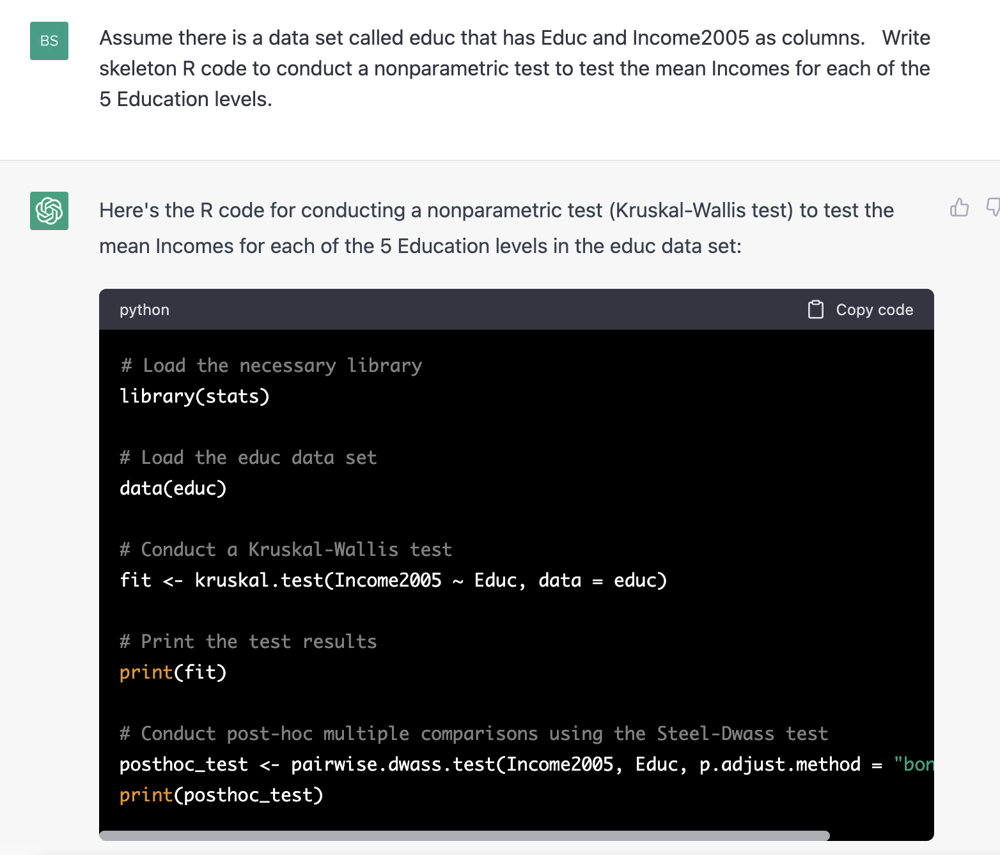 BS
Assume there is a data set called educ that has Educ and Income2005 as columns.   Write
skeleton R code to conduct a nonparametric test to test the mean Incomes for each of the
5 Education levels.
Here's the R code for conducting a nonparametric test (Kruskal-Wallis test) to test the
mean Incomes for each of the 5 Education levels in the educ data set:
python
Copy code
# Load the necessary library
library(stats)
# Load the educ data set
data(educ)
# Conduct a Kruskal-Wallis test
fit <- kruskal.test(Income2005 ~ Educ, data = educ)
# Print the test results
print(fit)
# Conduct post-hoc multiple comparisons using the Steel-Dwass test
posthoc_test <- pairwise.dwass.test(Income2005, Educ, p.adjust.method = "bon
print(posthoc_test)